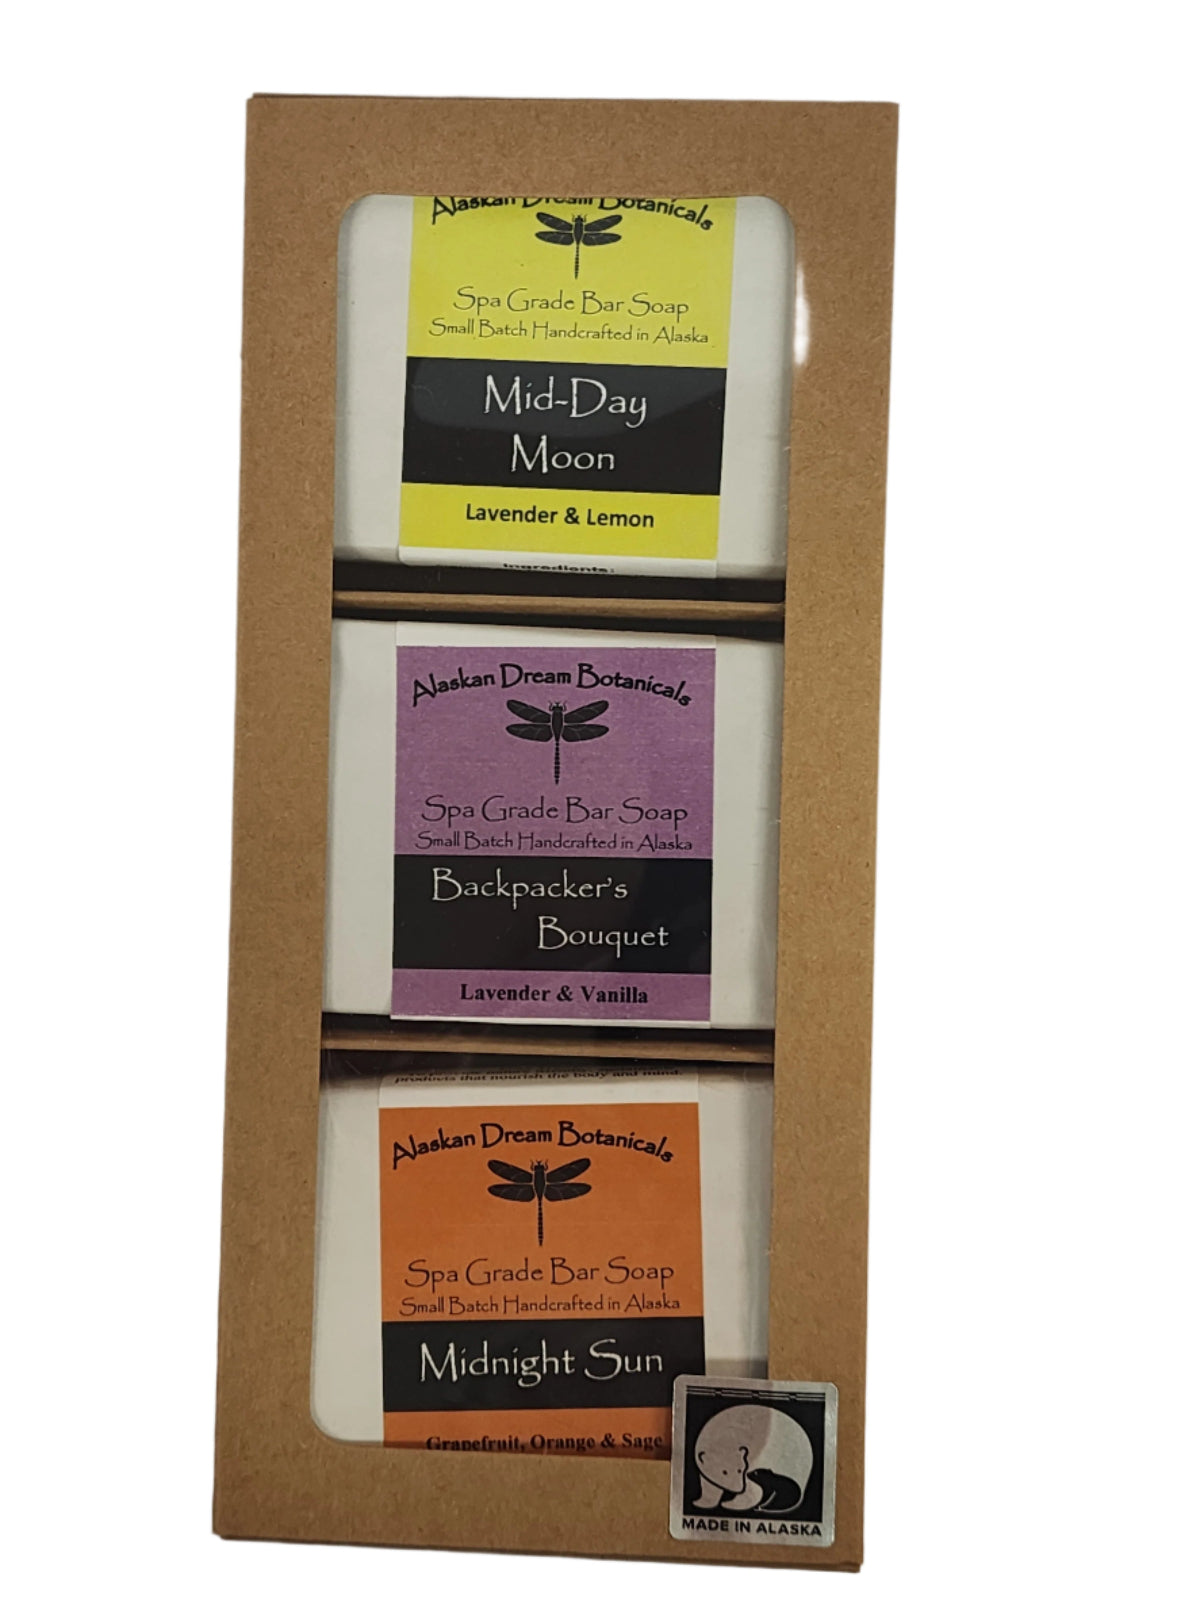 Alaskan Dream Botanicals
Spa Grade Bar Soap
Small Batch Handcrafted in Alaska
Mid-Day
Moon
Lavender & Lemon
Ingredients:
Alaskan Dream Botanicals
Spa Grade Bar Soap
Small Batch Handcrafted in Alaska
Backpacker's
Bouquet
Lavender & Vanilla
products that nourish the body and mind.
Alaskan Dream Botanicals
Spa Grade Bar Soap
Small Batch Handcrafted in Alaska
Midnight Sun
Grapefruit, Orange & Sage
MADE IN ALASKA